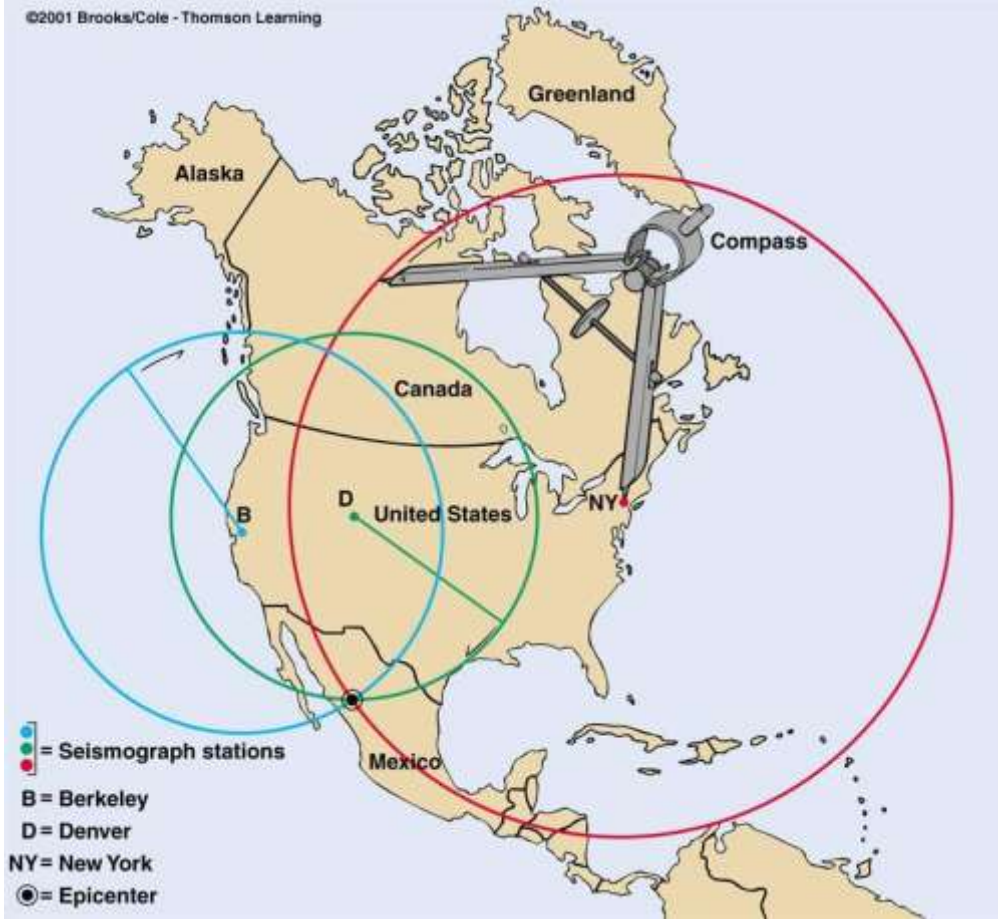 ©2001 Brooks/Cole - Thomson Learning
Greenland
Alaska
Compass
Canada
B
D
United States
NY
Mexico
= Seismograph stations
B = Berkeley
D = Denver
NY = New York
= Epicenter